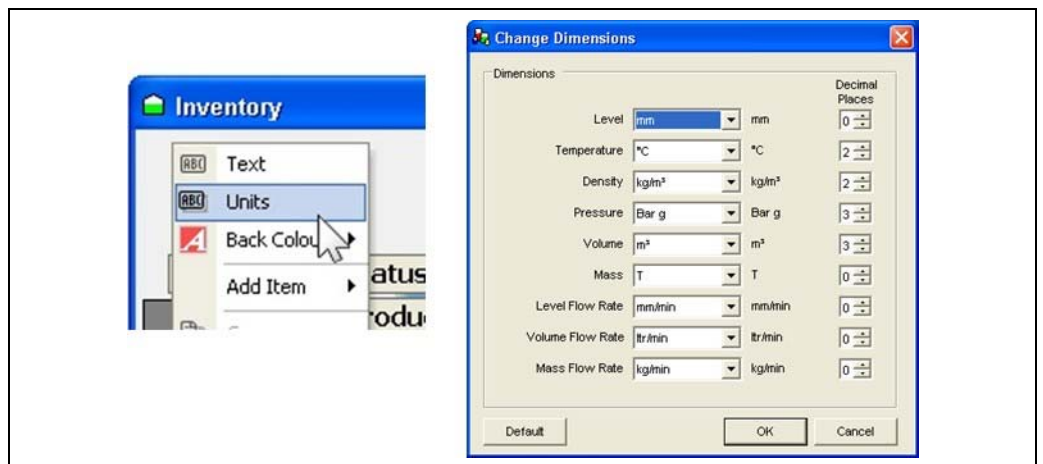 Inventory
Text
Units
Back Colou
Add Item
atus
Change Dimensions
Dimensions
Decimal
Places
Level mm mm 0
Temperature °C °C 2
Density kg/m³ kg/m³ 2
Pressure Bar g Bar g 3
Volume m³ m³ 3
Mass T T 0
Level Flow Rate mm/min mm/min 0
Volume Flow Rate ltr/min ltr/min 0
Mass Flow Rate kg/min kg/min 0
Default OK Cancel